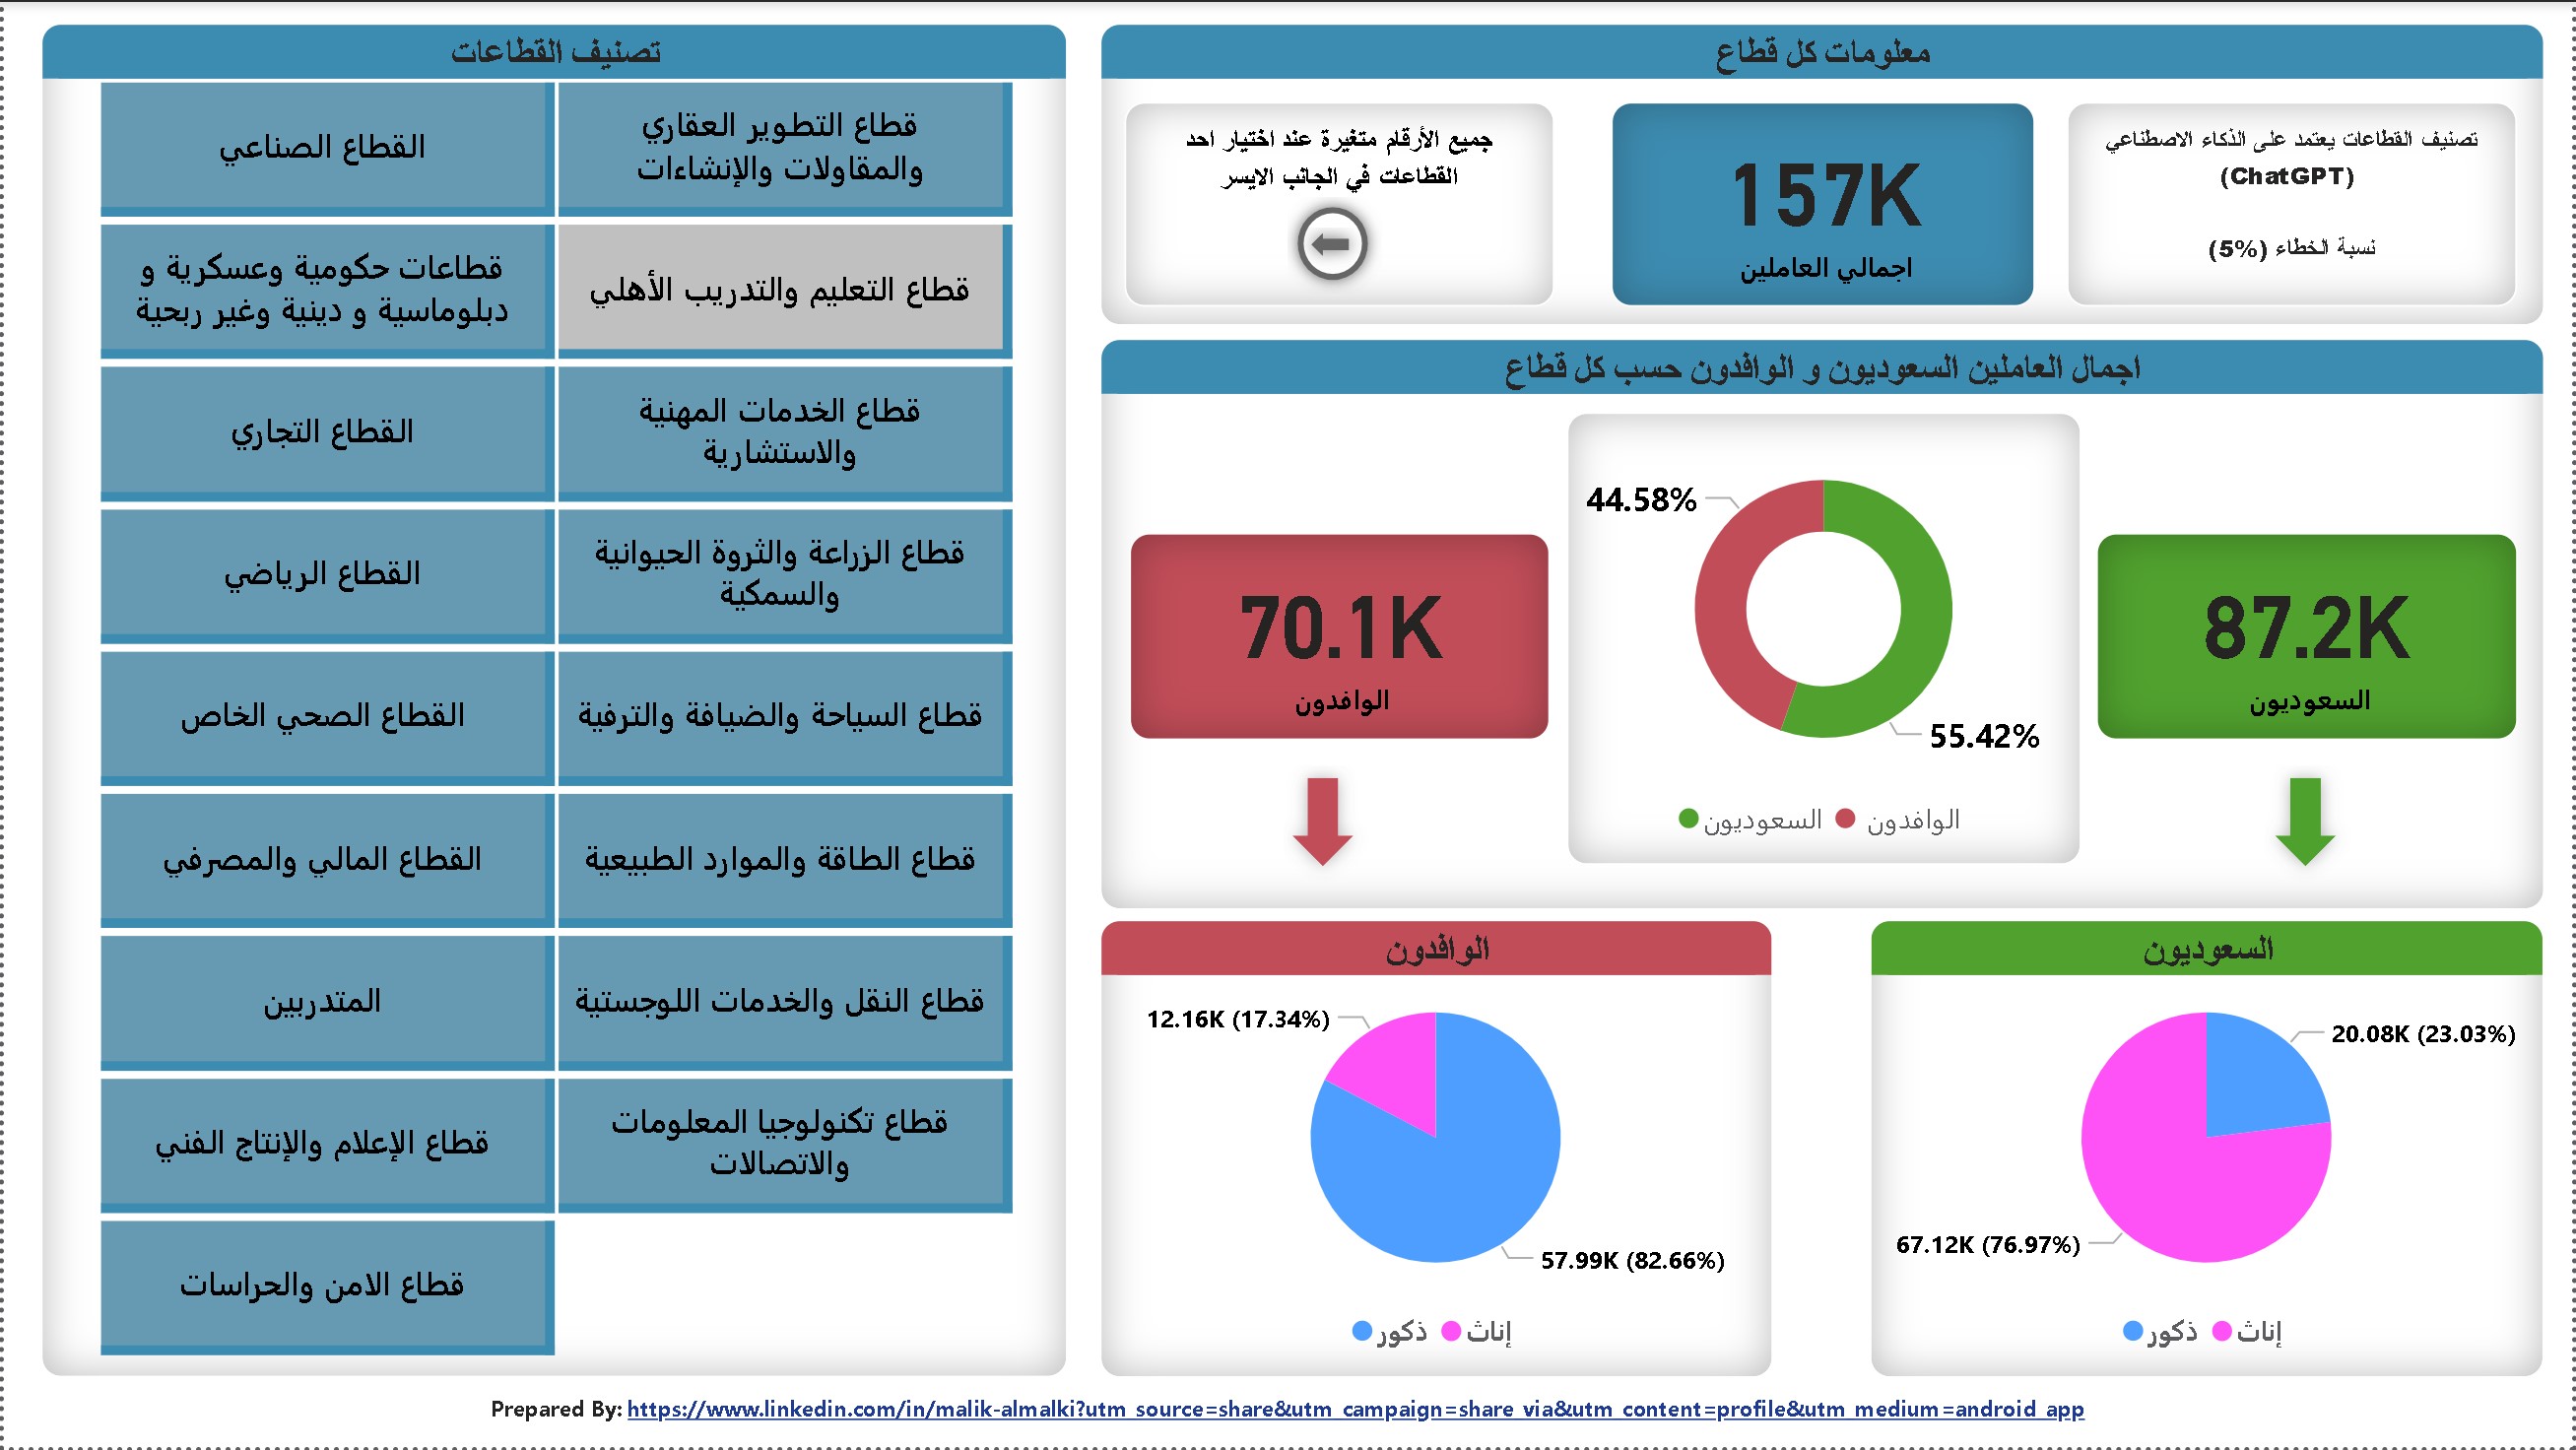 معلومات كل قطاع
تصنيف القطاعات يعتمد على الذكاء الاصطناعي
(ChatGPT)
نسبة الخطاء (5%)
157K
اجمالي العاملين
جميع الأرقام متغيرة عند اختيار احد
القطاعات في الجانب الايسر
اجمال العاملين السعوديون و الوافدون حسب كل قطاع
87.2K
السعوديون
44.58%
55.42%
السعوديون
الوافدون
70.1K
الوافدون
السعوديون
20.08K (23.03%)
67.12K (76.97%)
ذكور
إناث
الوافدون
12.16K (17.34%)
57.99K (82.66%)
ذكور
إناث
تصنيف القطاعات
قطاع التطوير العقاري
والمقاولات والإنشاءات
القطاع الصناعي
قطاع التعليم والتدريب الأهلي
قطاعات حكومية وعسكرية و
دبلوماسية و دينية وغير ربحية
قطاع الخدمات المهنية
والاستشارية
القطاع التجاري
قطاع الزراعة والثروة الحيوانية
والسمكية
القطاع الرياضي
قطاع السياحة والضيافة والترفية
القطاع الصحي الخاص
قطاع الطاقة والموارد الطبيعية
القطاع المالي والمصرفي
قطاع النقل والخدمات اللوجستية
المتدربين
قطاع تكنولوجيا المعلومات
والاتصالات
قطاع الإعلام والإنتاج الفني
قطاع الامن والحراسات
Prepared By: https://www.linkedin.com/in/malik-almalki?utm_source=share&utm_campaign=share_via&utm_content=profile&utm_medium=android_app